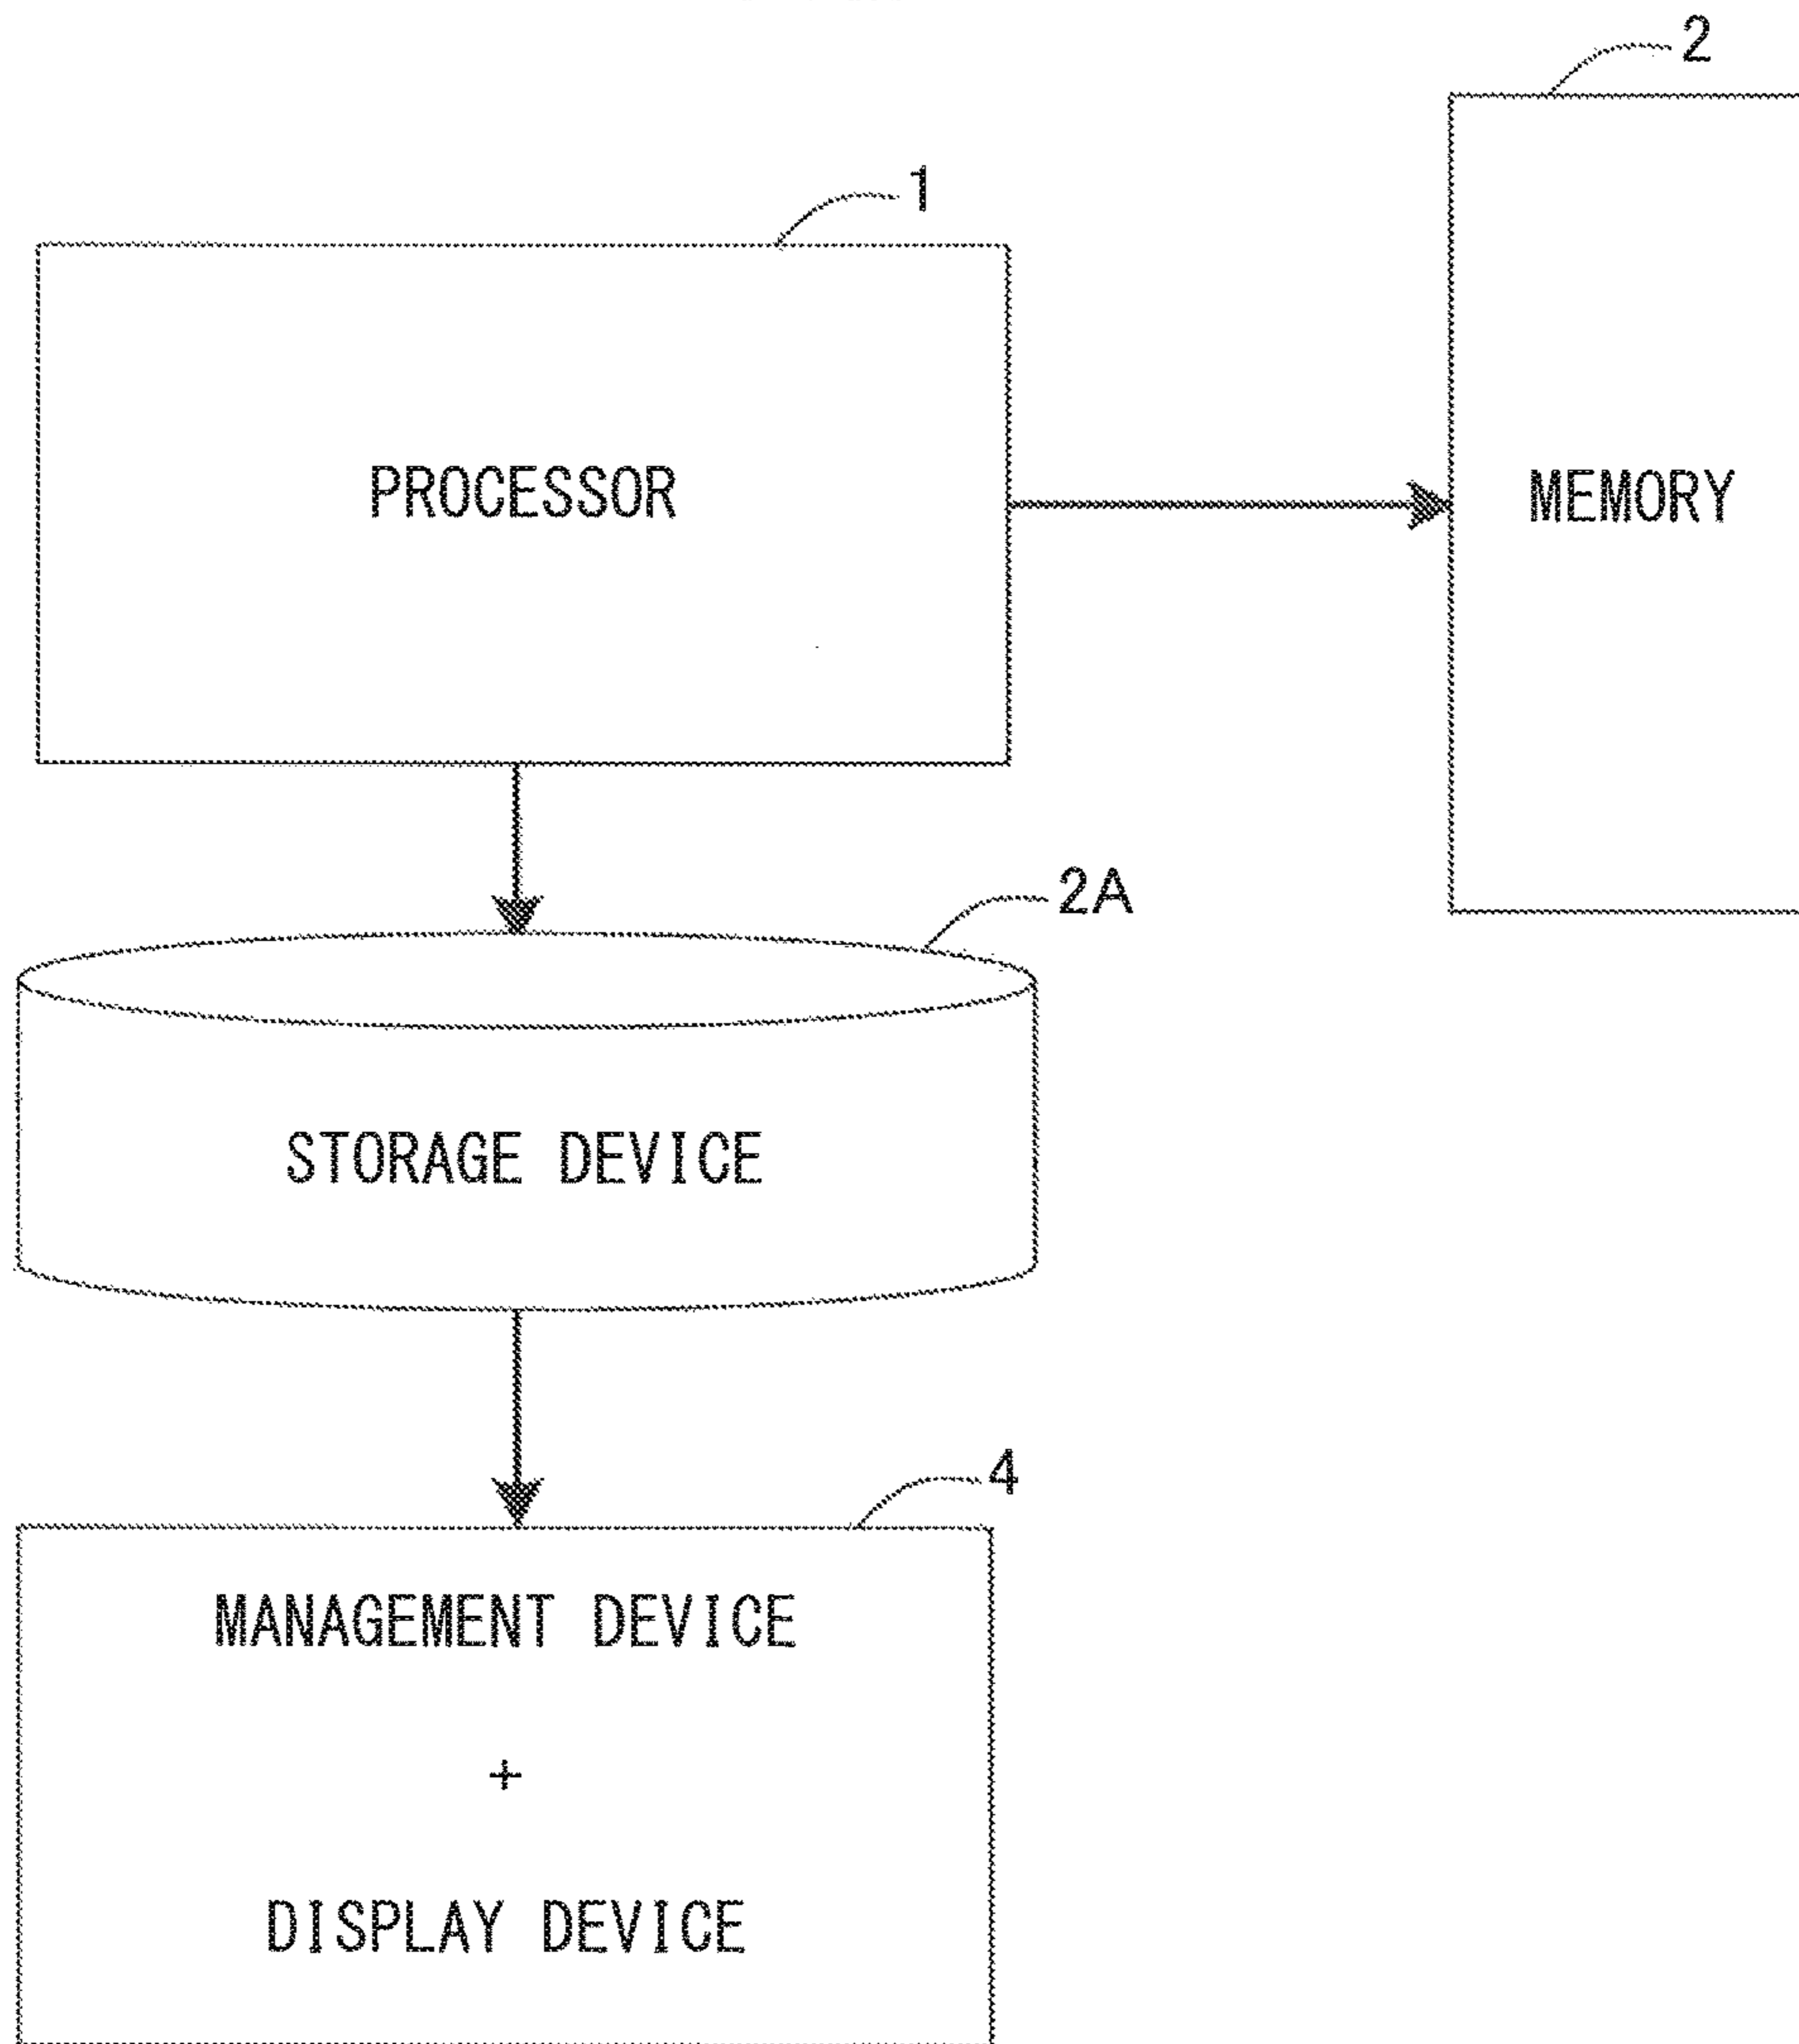 2
1
PROCESSOR
MEMORY
2A
STORAGE DEVICE
4
MANAGEMENT DEVICE
+
DISPLAY DEVICE